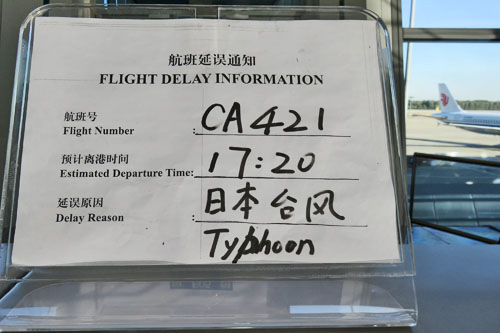 航班延误通知
FLIGHT DELAY INFORMATION
航班号
Flight Number : CA421
预计离港时间
Estimated Departure Time: 17:20
延误原因
Delay Reason : 日本台风
Typhoon